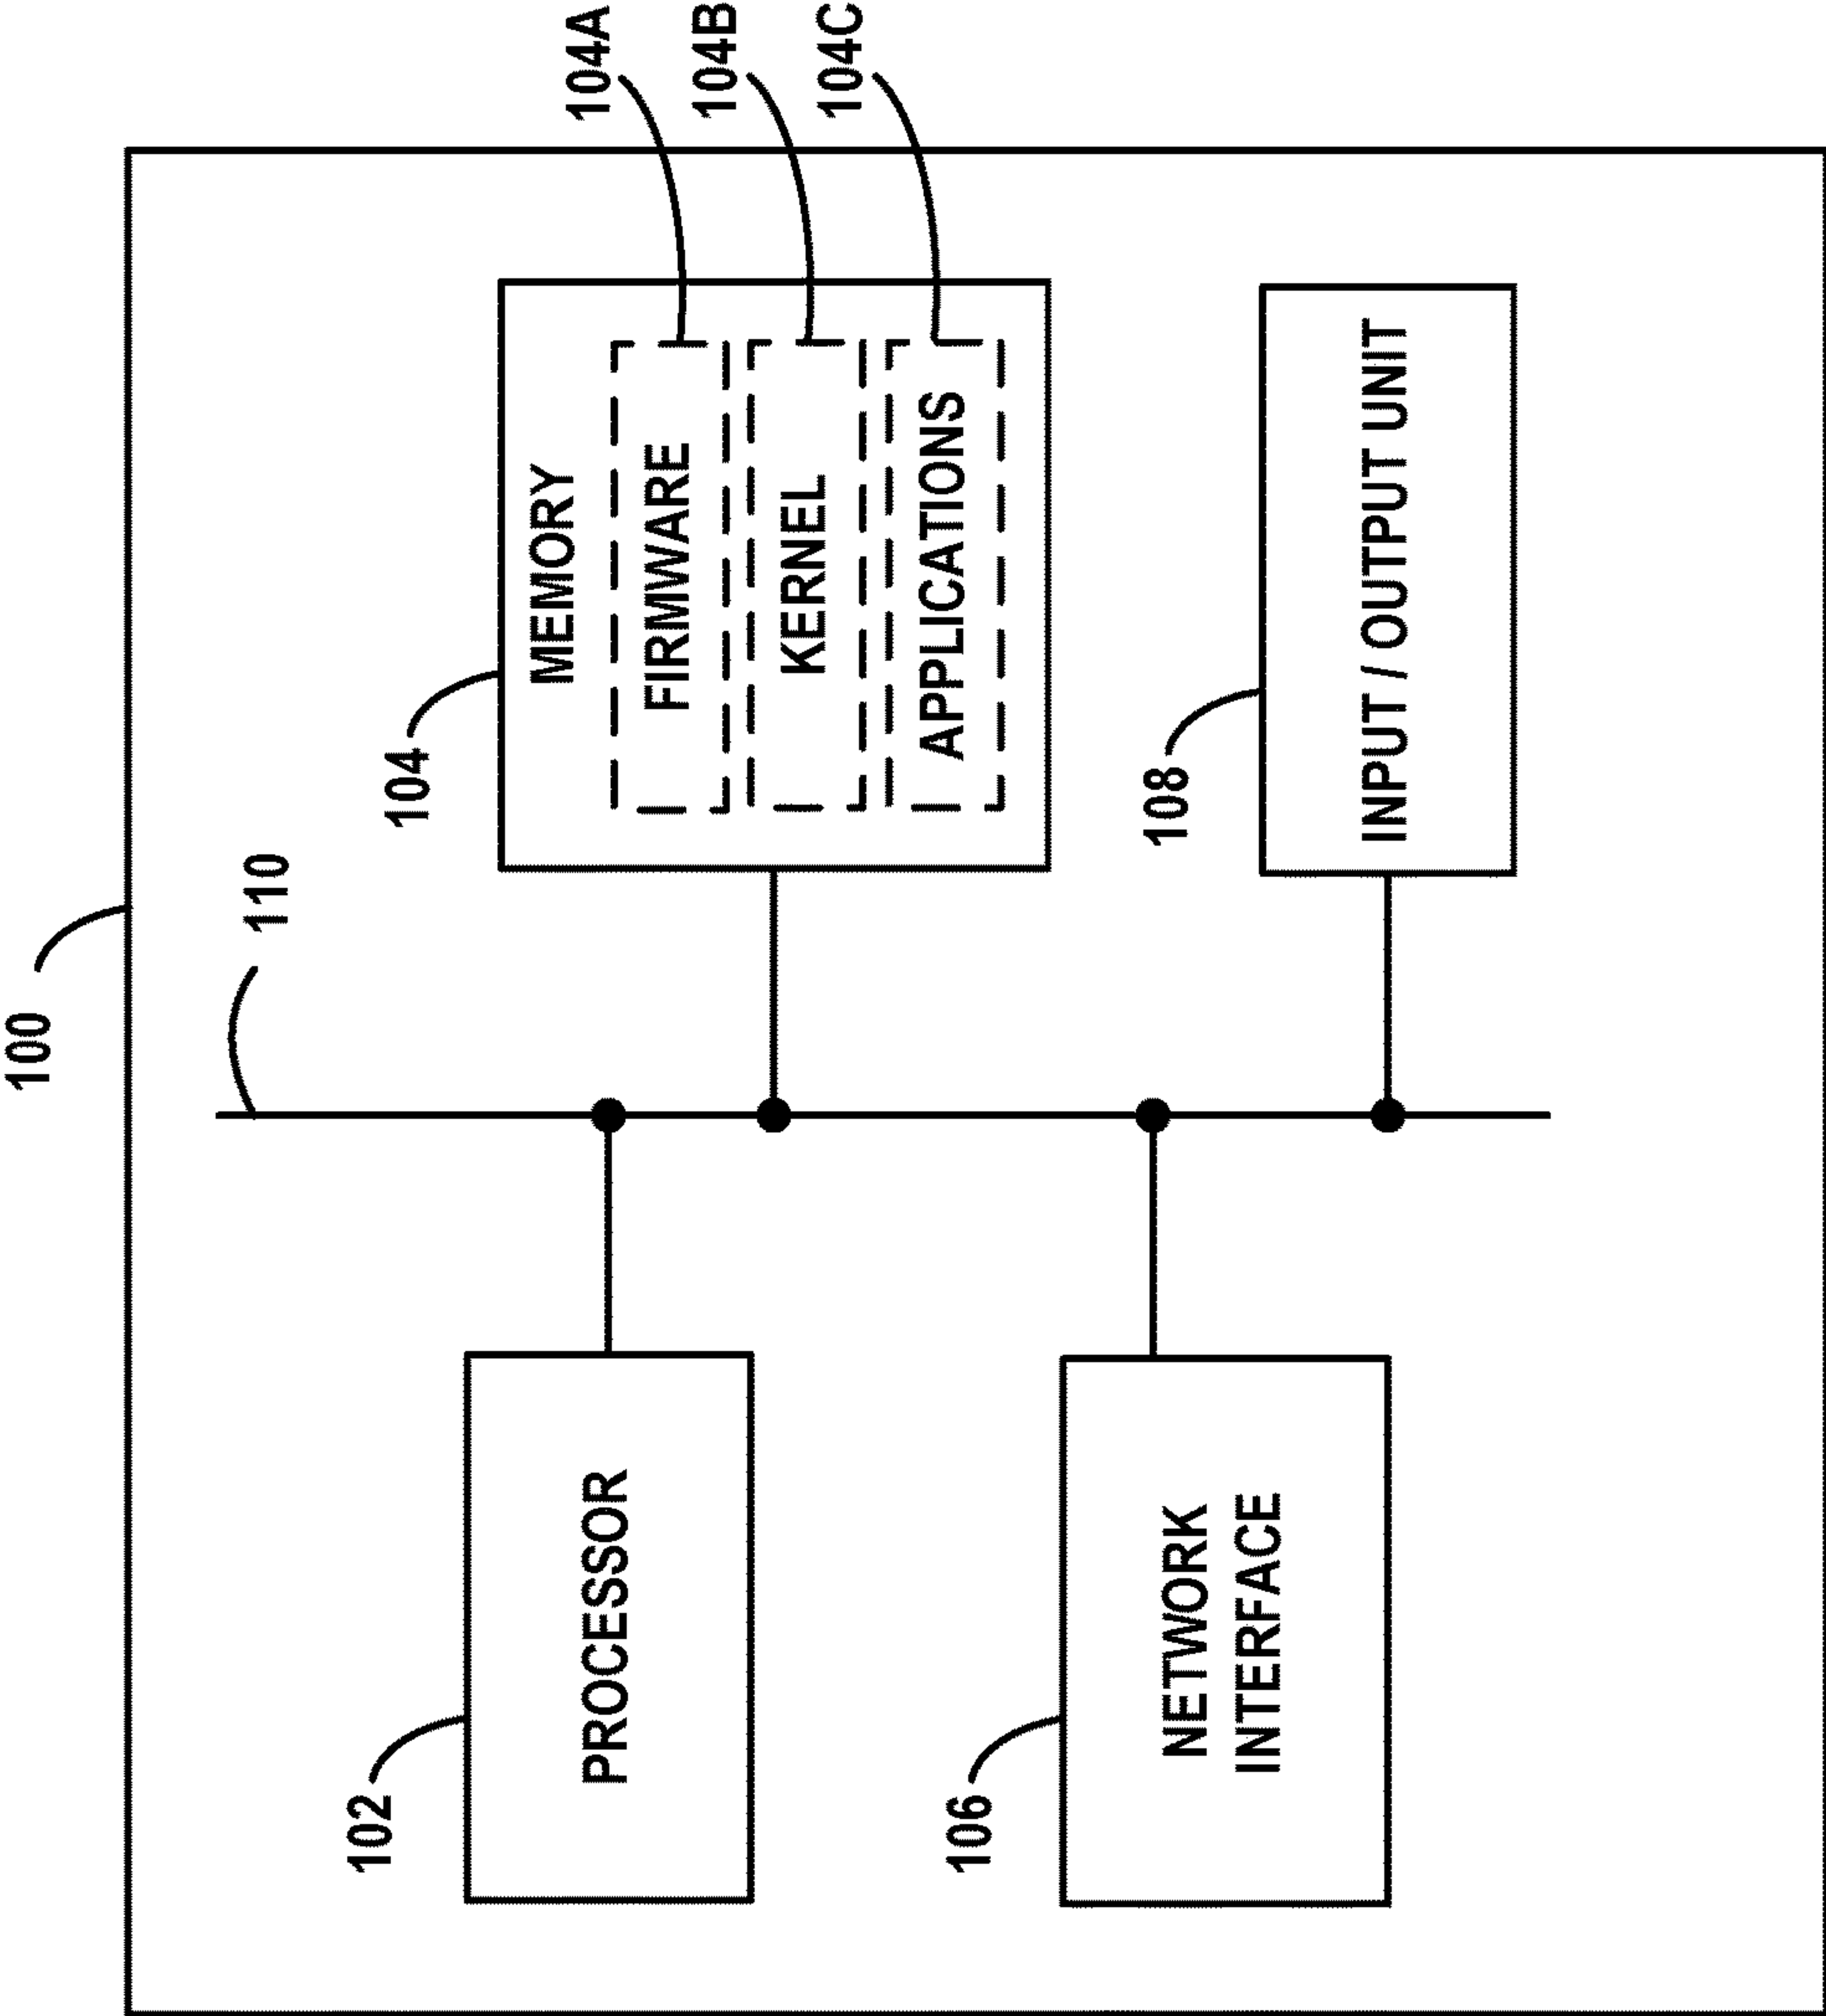 100
110
102
PROCESSOR
104
MEMORY
FIRMWARE
KERNEL
APPLICATIONS
104A
104B
104C
106
NETWORK
INTERFACE
108
INPUT / OUTPUT UNIT